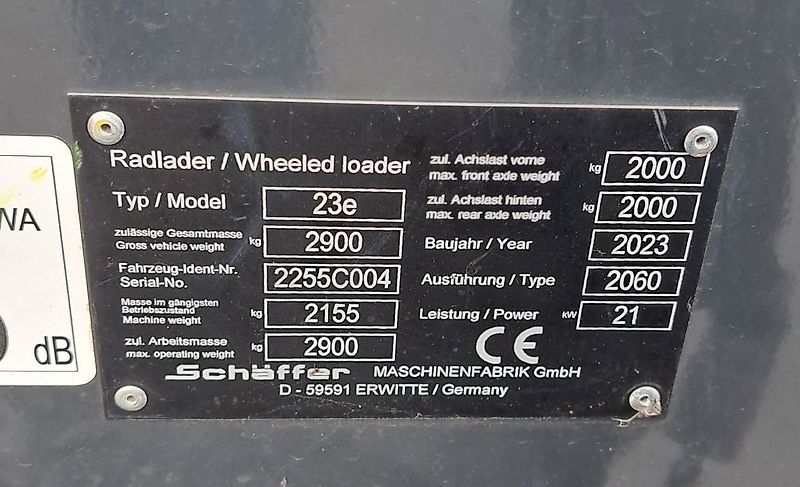 Radlader / Wheeled loader
Typ / Model 23e
zulässige Gesamtmasse
Gross vehicle weight kg 2900
Fahrzeug-Ident-Nr.
Serial-No. 2255C004
Masse im gängigsten
Betriebszustand
Machine weight kg 2155
zul. Arbeitsmasse
max. operating weight kg 2900
zul. Achslast vorne
max. front axle weight kg 2000
zul. Achslast hinten
max. rear axle weight kg 2000
Baujahr / Year 2023
Ausführung / Type 2060
Leistung / Power kW 21
CE
Schäffer MASCHINENFABRIK GmbH
D - 59591 ERWITTE / Germany
WA
dB